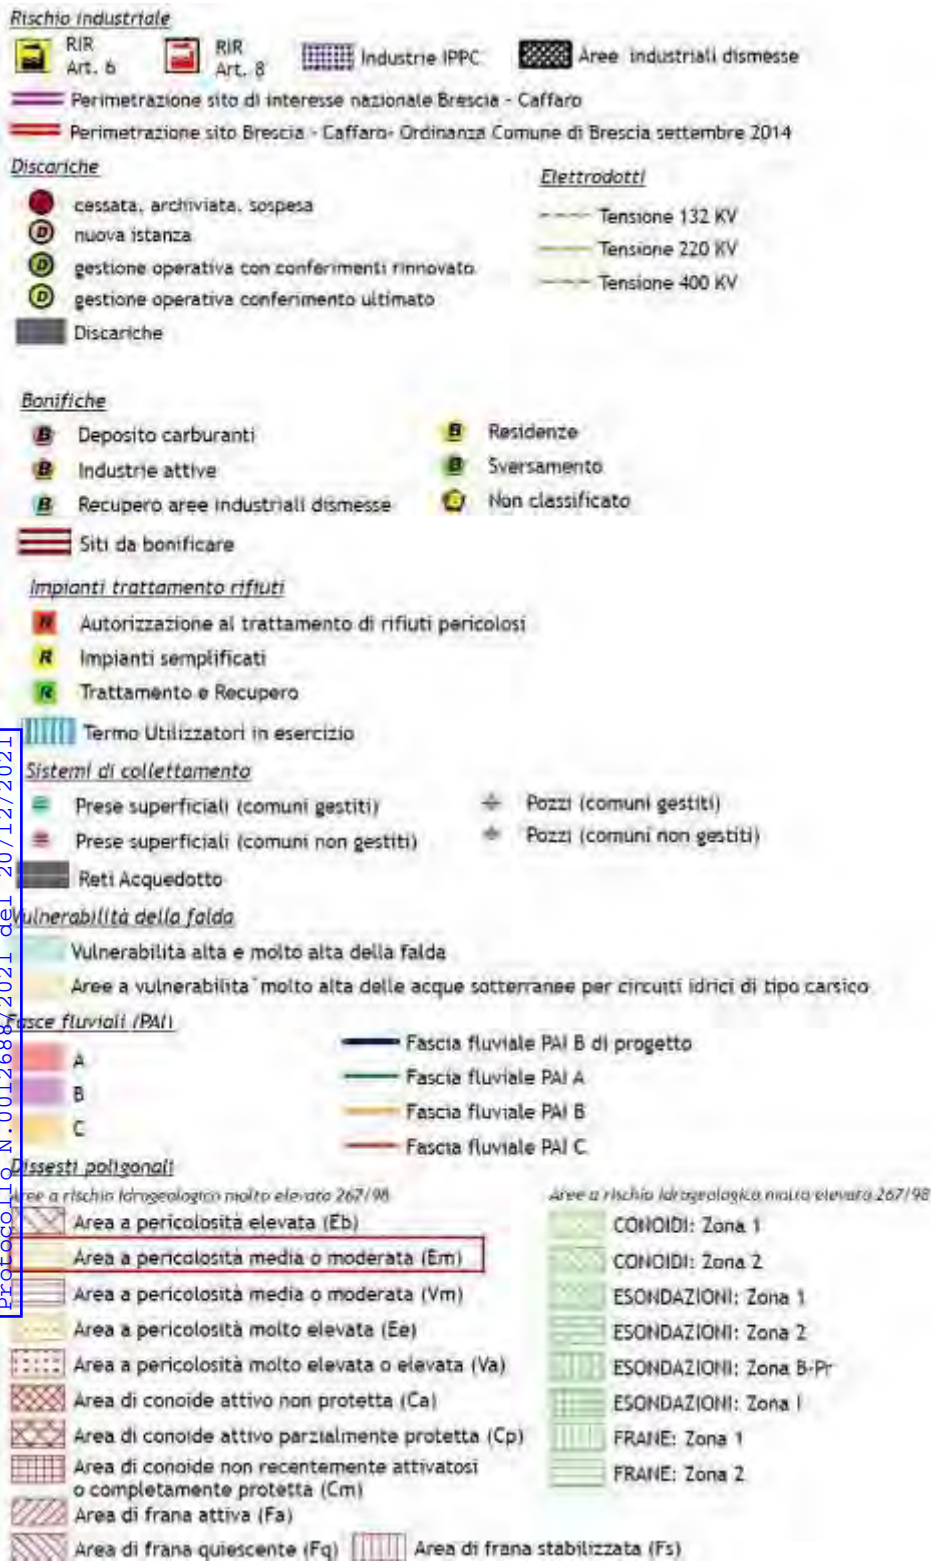 Rischio industriale
RIR
Art. 6
RIR
Art. 8
Industrie IPPC
Aree industriali dismesse
Perimetrazione sito di interesse nazionale Brescia - Caffaro
Perimetrazione sito Brescia - Caffaro- Ordinanza Comune di Brescia settembre 2014
Discariche
cessata, archiviata, sospesa
D nuova istanza
D gestione operativa con conferimenti rinnovato
D gestione operativa conferimento ultimato
Discariche
Elettrodotti
Tensione 132 KV
Tensione 220 KV
Tensione 400 KV
Bonifiche
B Deposito carburanti
B Industrie attive
B Recupero aree industriali dismesse
Siti da bonificare
B Residenze
B Sversamento
Non classificato
Impianti trattamento rifiuti
R Autorizzazione al trattamento di rifiuti pericolosi
R Impianti semplificati
R Trattamento e Recupero
Termo Utilizzatori in esercizio
Sistemi di collettamento
Prese superficiali (comuni gestiti)
Prese superficiali (comuni non gestiti)
Reti Acquedotto
Pozzi (comuni gestiti)
Pozzi (comuni non gestiti)
Vulnerabilità della falda
Vulnerabilita alta e molto alta della falda
Aree a vulnerabilita` molto alta delle acque sotterranee per circuiti idrici di tipo carsico
Fasce fluviali (PAI)
A
B
C
Fascia fluviale PAI B di progetto
Fascia fluviale PAI A
Fascia fluviale PAI B
Fascia fluviale PAI C
Dissesti poligonali
Aree a rischio idrogeologico molto elevato 267/98
Area a pericolosità elevata (Eb)
Area a pericolosità media o moderata (Em)
Area a pericolosità media o moderata (Vm)
Area a pericolosità molto elevata (Ee)
Area a pericolosità molto elevata o elevata (Va)
Area di conoide attivo non protetta (Ca)
Area di conoide attivo parzialmente protetta (Cp)
Area di conoide non recentemente attivatosi
o completamente protetta (Cm)
Area di frana attiva (Fa)
Area di frana quiescente (Fq)
Area di frana stabilizzata (Fs)
Aree a rischio idrogeologico molto elevato 267/98
CONOIDI: Zona 1
CONOIDI: Zona 2
ESONDAZIONI: Zona 1
ESONDAZIONI: Zona 2
ESONDAZIONI: Zona B-Pr
ESONDAZIONI: Zona I
FRANE: Zona 1
FRANE: Zona 2
Protocollo N.0012688/2021 del 20/12/2021